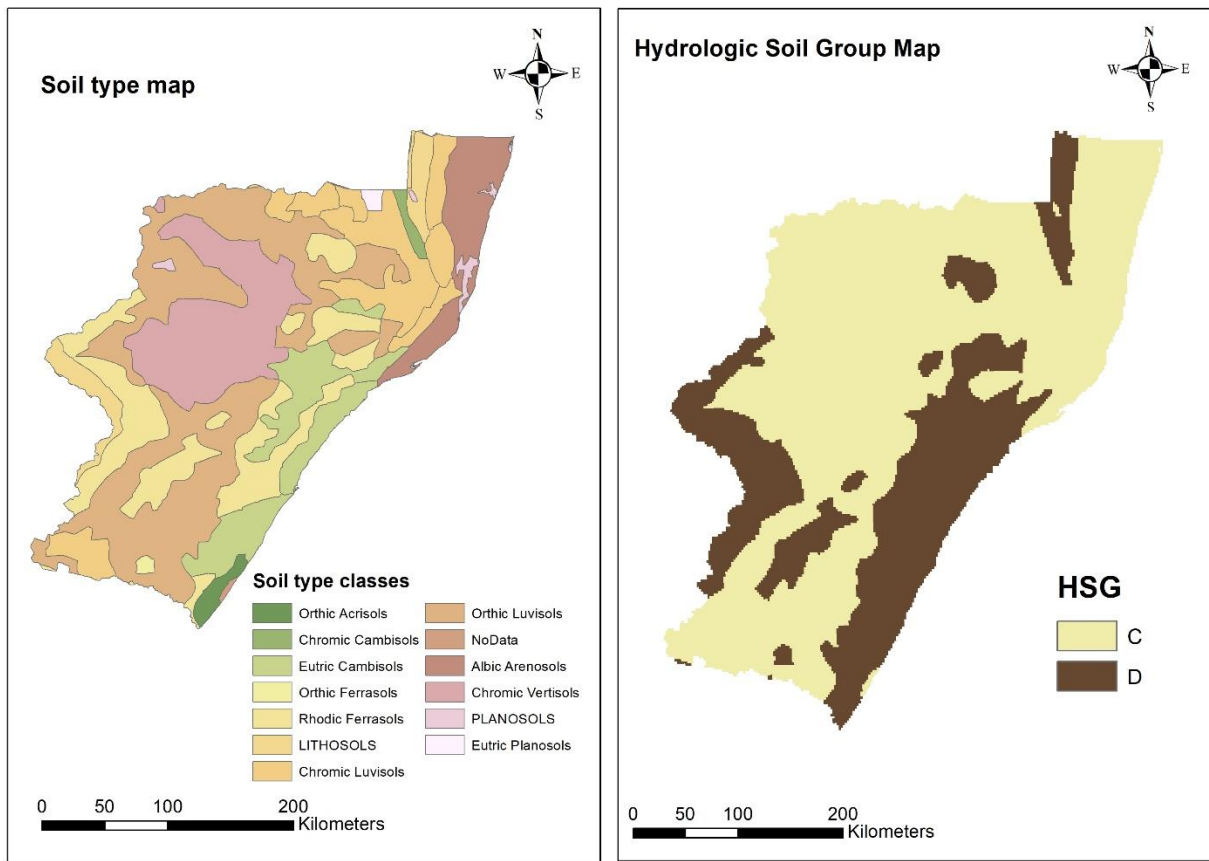 Soil type map
N
W E
S
Soil type classes
Orthic Acrisols
Chromic Cambisols
Eutric Cambisols
Orthic Ferrasols
Rhodic Ferrasols
LITHOSOLS
Chromic Luvisols
Orthic Luvisols
NoData
Albic Arenosols
Chromic Vertisols
PLANOSOLS
Eutric Planosols
0 50 100 200
Kilometers
Hydrologic Soil Group Map
N
W E
S
HSG
C
D
0 50 100 200
Kilometers